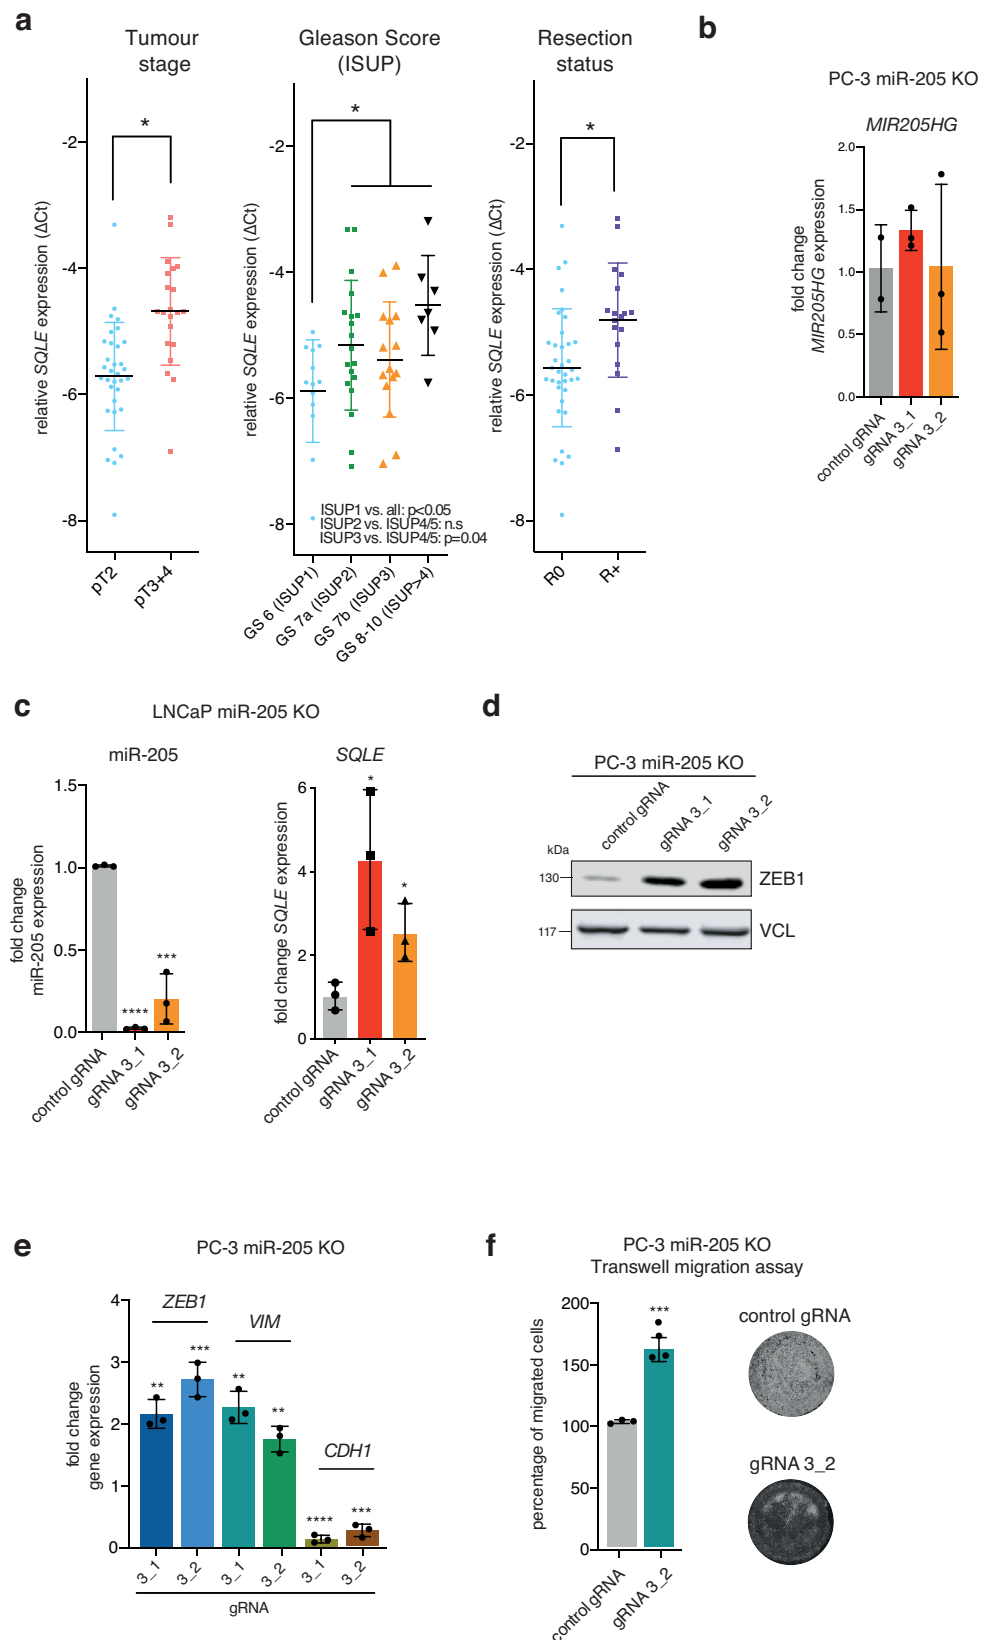 a
Tumour
stage
relative SQLE expression (ΔCt)
-2
-4
-6
-8
*
pT2
pT3+4
Gleason Score
(ISUP)
relative SQLE expression (ΔCt)
-2
-4
-6
-8
*
ISUP1 vs. all: p<0.05
ISUP2 vs. ISUP4/5: n.s
ISUP3 vs. ISUP4/5: p=0.04
GS 6 (ISUP1)
GS 7a (ISUP2)
GS 7b (ISUP3)
GS 8-10 (ISUP>4)
Resection
status
relative SQLE expression (ΔCt)
-2
-4
-6
-8
*
R0
R+
b
PC-3 miR-205 KO
MIR205HG
fold change
MIR205HG expression
2.0
1.5
1.0
0.5
0.0
control gRNA
gRNA 3_1
gRNA 3_2
c
LNCaP miR-205 KO
miR-205
fold change
miR-205 expression
1.5
1.0
0.5
0.0
****
***
control gRNA
gRNA 3_1
gRNA 3_2
SQLE
fold change SQLE expression
6
4
2
0
*
*
control gRNA
gRNA 3_1
gRNA 3_2
d
PC-3 miR-205 KO
control gRNA
gRNA 3_1
gRNA 3_2
kDa
130
ZEB1
117
VCL
e
PC-3 miR-205 KO
fold change
gene expression
4
3
2
1
0
ZEB1
VIM
CDH1
**
***
**
**
****
***
3_1
3_2
3_1
3_2
3_1
3_2
gRNA
f
PC-3 miR-205 KO
Transwell migration assay
percentage of migrated cells
200
150
100
50
0
***
control gRNA
gRNA 3_2
control gRNA
gRNA 3_2